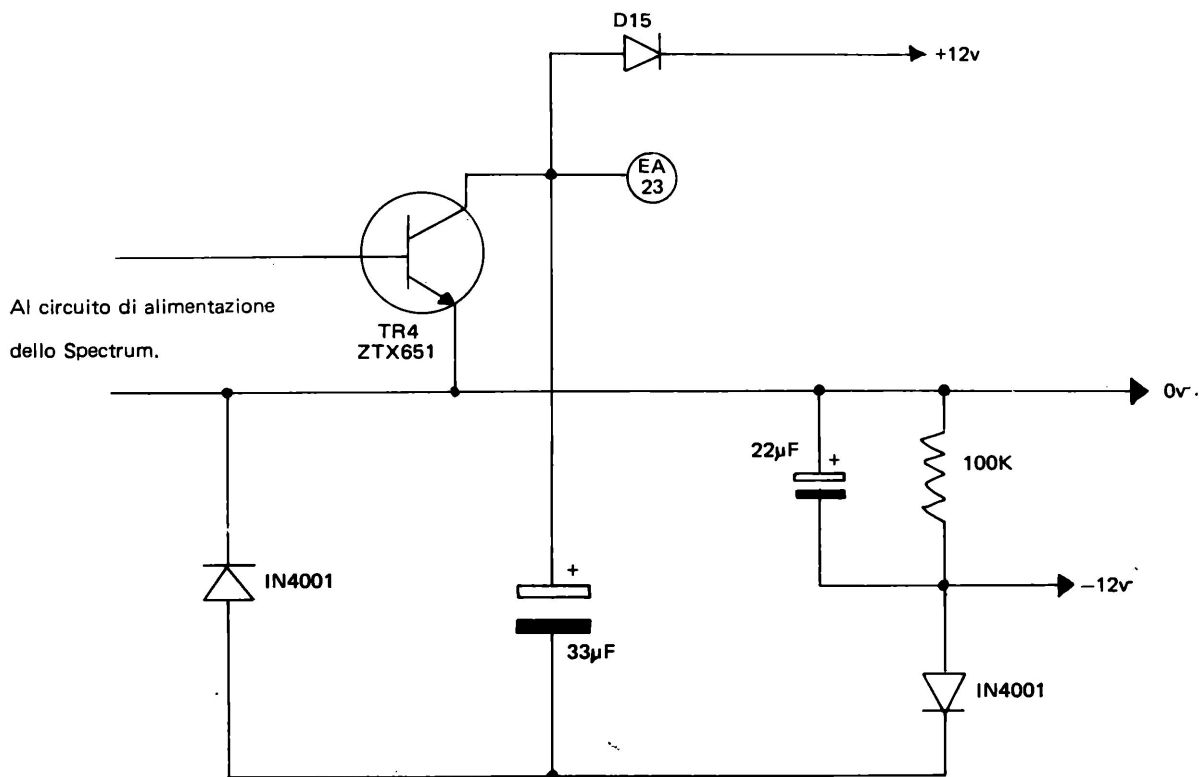 D15
+12v
EA
23
Al circuito di alimentazione
dello Spectrum.
TR4
ZTX651
0v.
22µF
+
100K
IN4001
+
−12v
33µF
IN4001